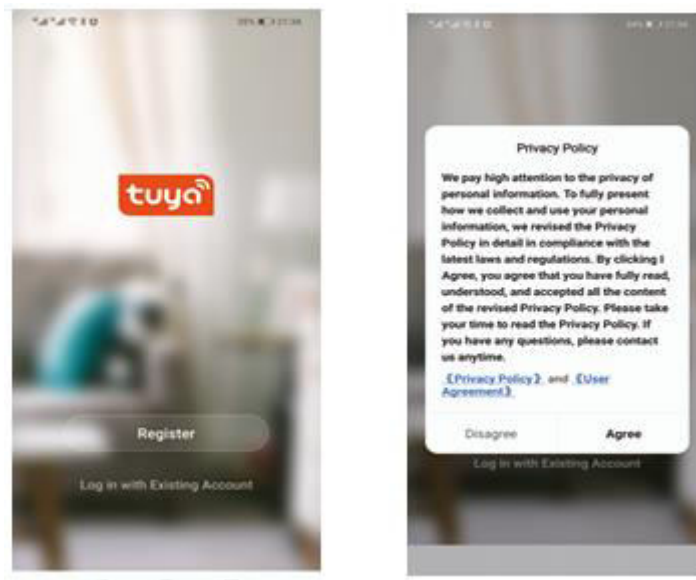 tuya
Register
Log in with Existing Account
Privacy Policy
We pay high attention to the privacy of
personal information. To fully present
how we collect and use your personal
information, we revised the Privacy
Policy in detail in compliance with the
latest laws and regulations. By clicking I
Agree, you agree that you have fully read,
understood, and accepted all the content
of the revised Privacy Policy. Please take
your time to read the Privacy Policy. If
you have any questions, please contact
us anytime.
《Privacy Policy》 and 《User
Agreement》
Disagree Agree
Log in with Existing Account